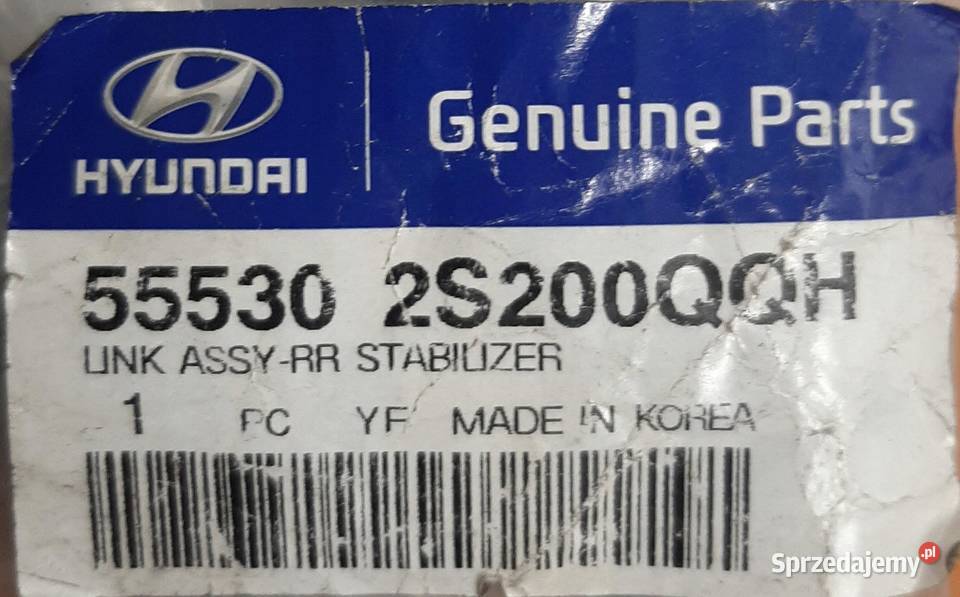 HYUNDAI
Genuine Parts
55530 2S200QQH
LINK ASSY-RR STABILIZER
1 PC YF MADE IN KOREA
Sprzedajemy.pl